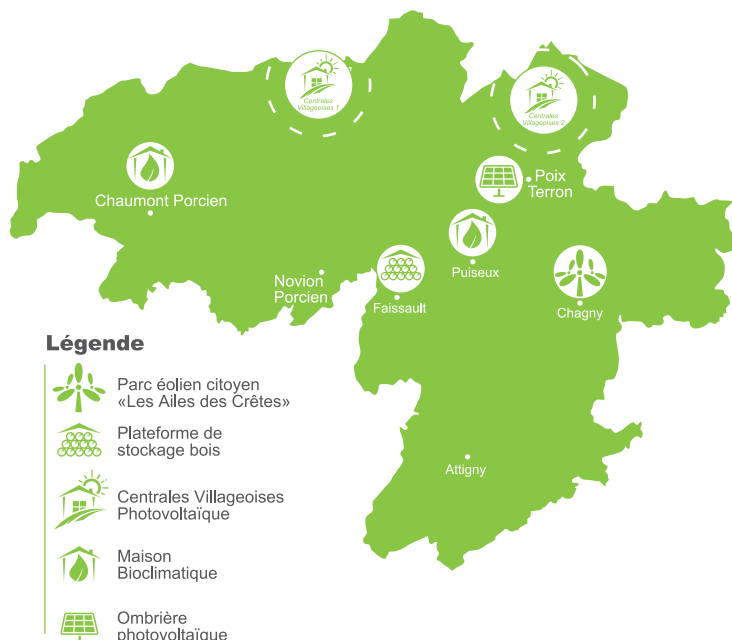 Centrales
Villageoises 1
Centrales
Villageoises 2
Chaumont Porcien
Poix
Terron
Puiseux
Novion
Porcien
Faissault
Chagny
Attigny
Légende
Parc éolien citoyen
«Les Ailes des Crêtes»
Plateforme de
stockage bois
Centrales Villageoises
Photovoltaïque
Maison
Bioclimatique
Ombrière
photovoltaïque